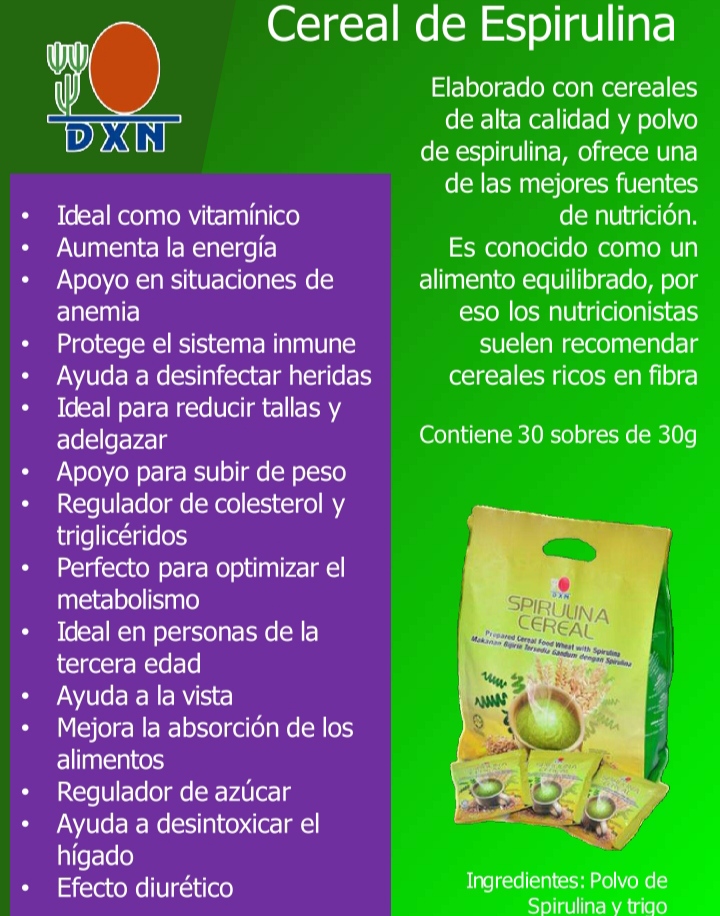 Cereal de Espirulina
DXN
Elaborado con cereales
de alta calidad y polvo
de espirulina, ofrece una
de las mejores fuentes
de nutrición.
Es conocido como un
alimento equilibrado, por
eso los nutricionistas
suelen recomendar
cereales ricos en fibra
Contiene 30 sobres de 30g
• Ideal como vitamínico
• Aumenta la energía
• Apoyo en situaciones de
anemia
• Protege el sistema inmune
• Ayuda a desinfectar heridas
• Ideal para reducir tallas y
adelgazar
• Apoyo para subir de peso
• Regulador de colesterol y
triglicéridos
• Perfecto para optimizar el
metabolismo
• Ideal en personas de la
tercera edad
• Ayuda a la vista
• Mejora la absorción de los
alimentos
• Regulador de azúcar
• Ayuda a desintoxicar el
hígado
• Efecto diurético
DXN
SPIRULINA
CEREAL
Prepared Cereal Food Wheat with Spirulina
Makanan Bijirin Tersedia Gandum dengan Spirulina
Ingredientes: Polvo de
Spirulina y trigo